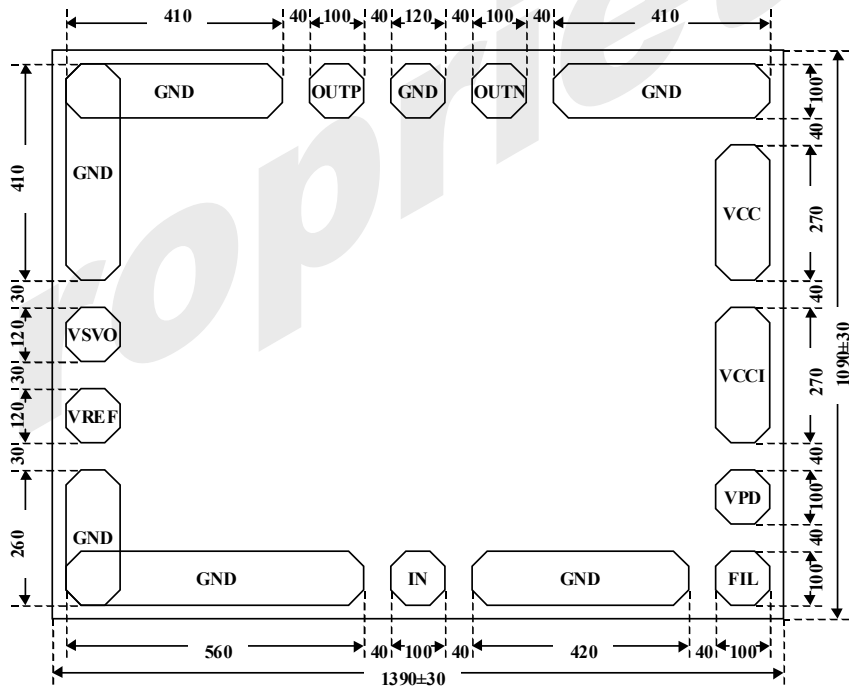 410 40 100 40 120 40 100 40 410
GND OUTP GND OUTN GND
100
40
410
GND
VCC
270
30
40
120
VSVO
30
VCCI
270
1090±30
120
VREF
30
40
VPD
100
260
GND
40
GND IN GND FIL
100
560 40 100 40 420 40 100
1390±30
roprie